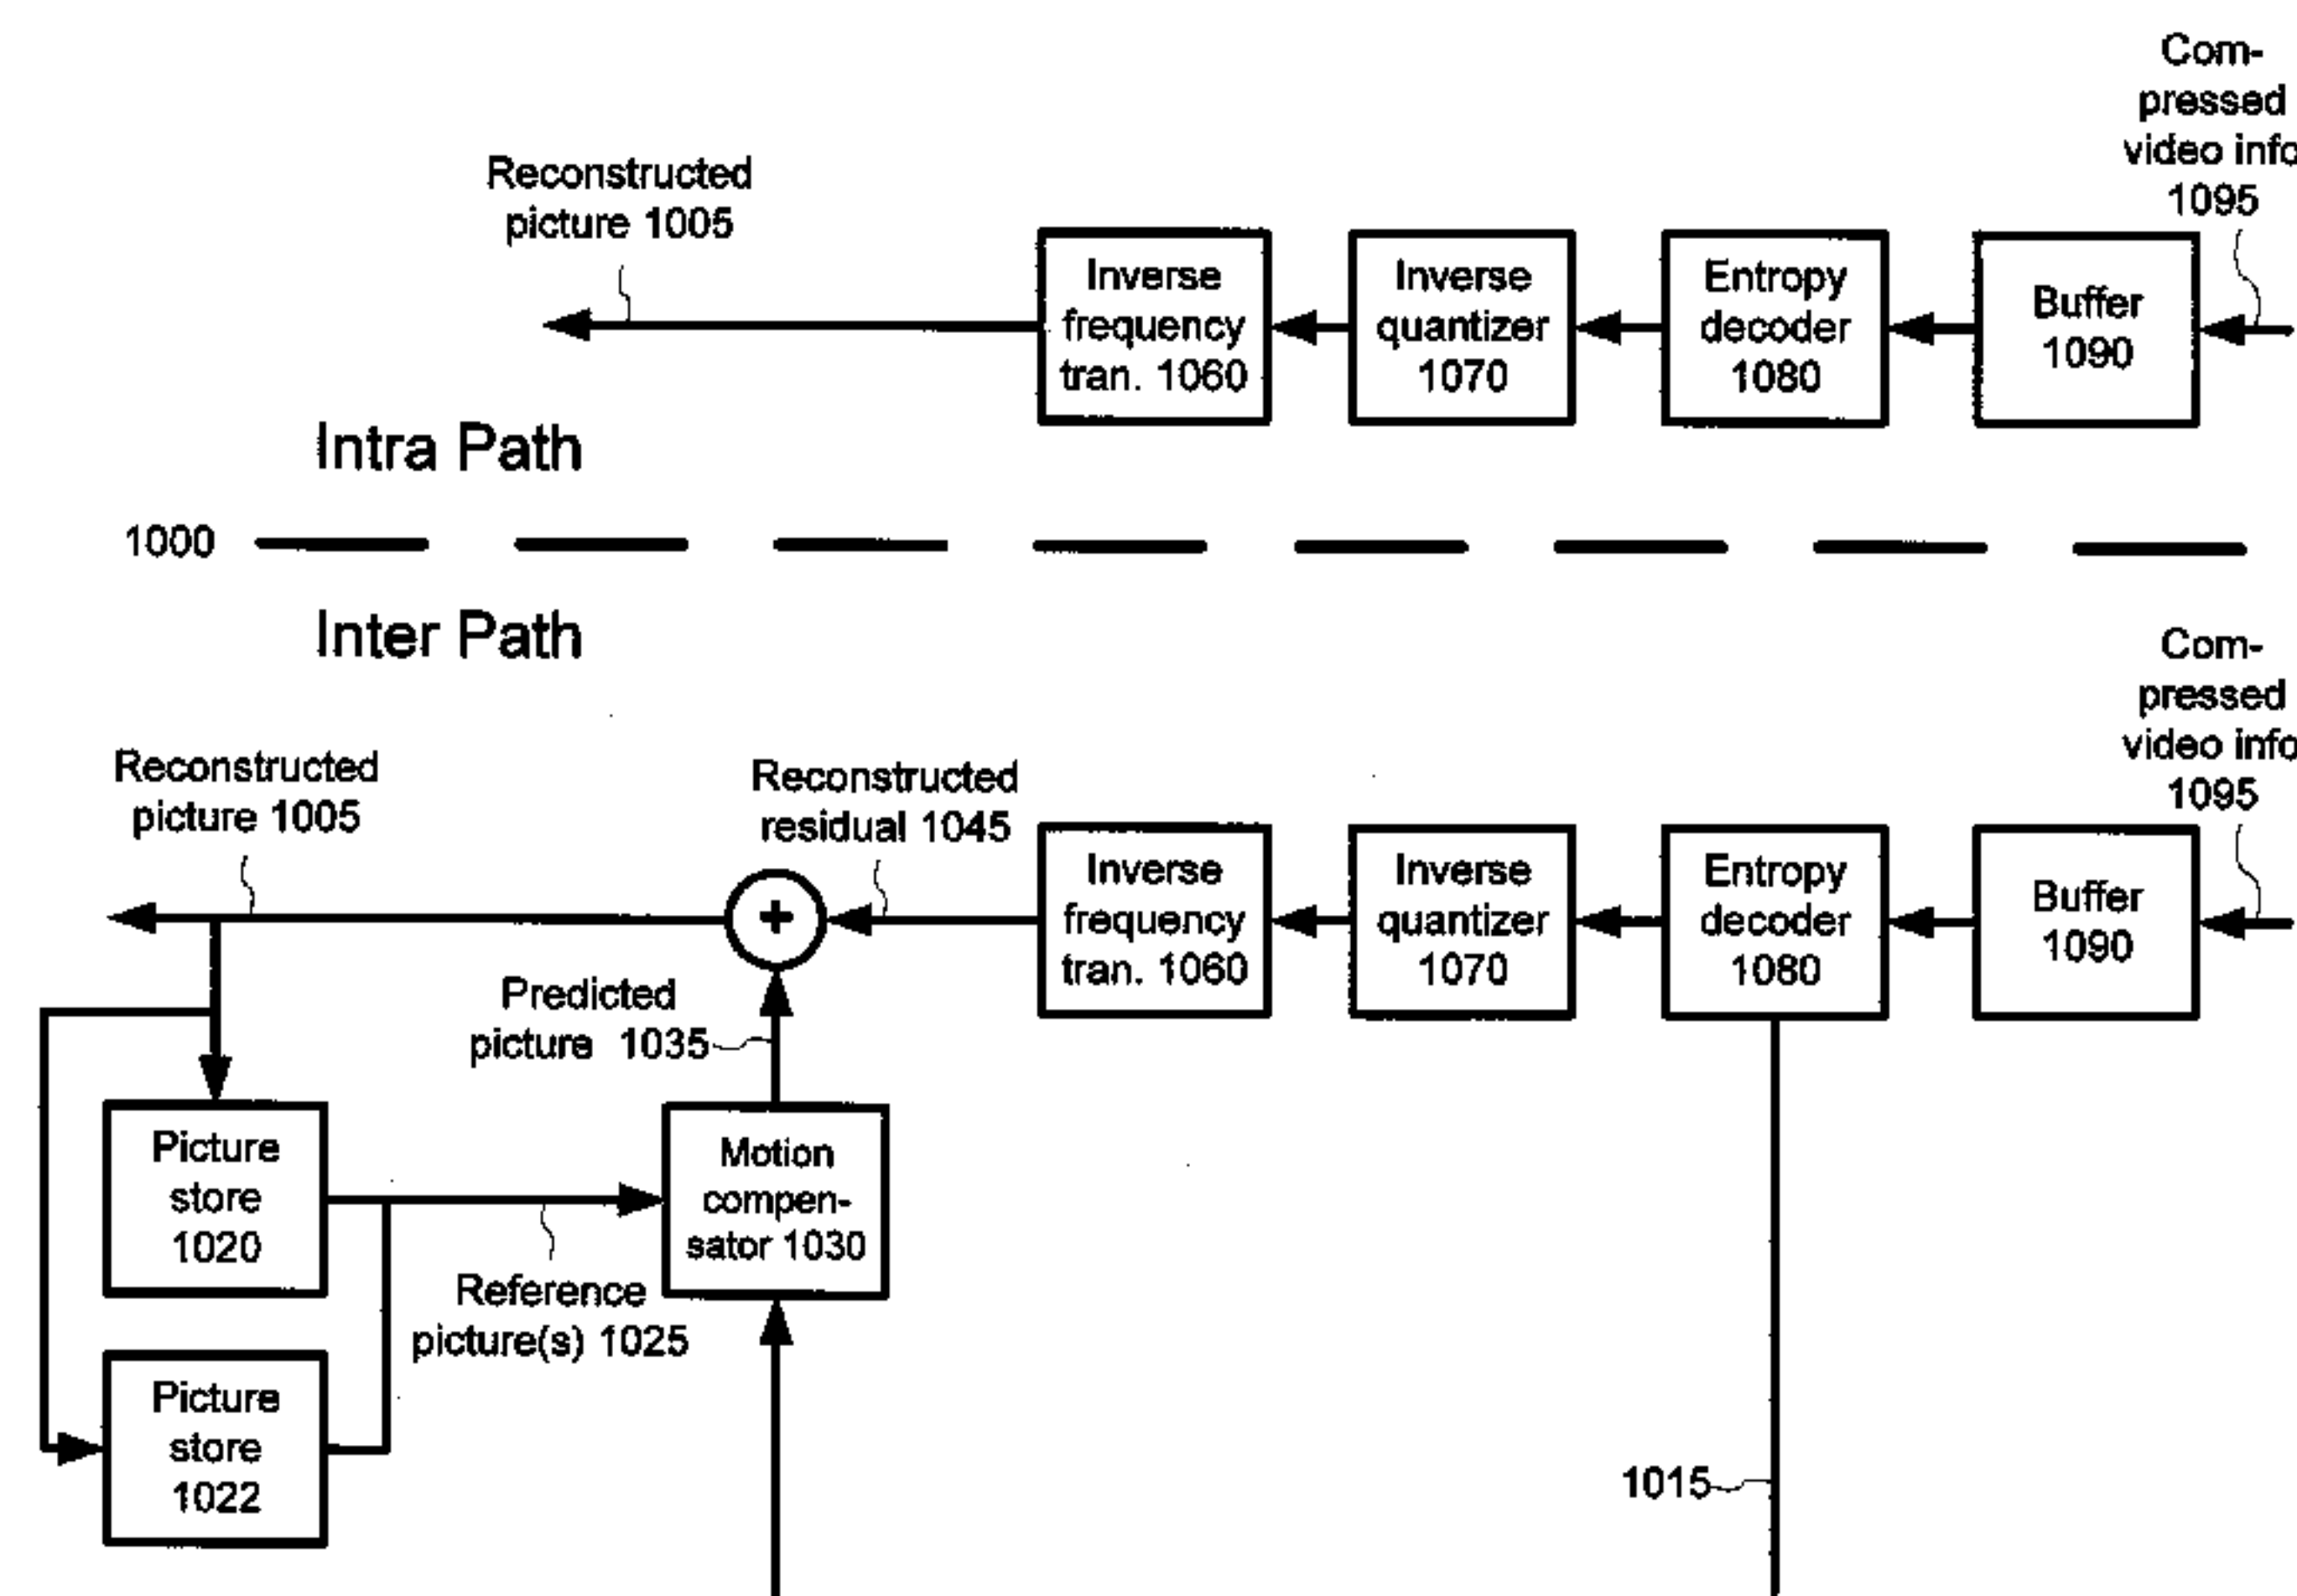 Com-
pressed
video info
1095
Reconstructed
picture 1005
Inverse
frequency
tran. 1060
Inverse
quantizer
1070
Entropy
decoder
1080
Buffer
1090
Intra Path
1000
Inter Path
Com-
pressed
video info
1095
Reconstructed
picture 1005
Reconstructed
residual 1045
+
Inverse
frequency
tran. 1060
Inverse
quantizer
1070
Entropy
decoder
1080
Buffer
1090
Predicted
picture 1035
Picture
store
1020
Motion
compen-
sator 1030
Reference
picture(s) 1025
Picture
store
1022
1015